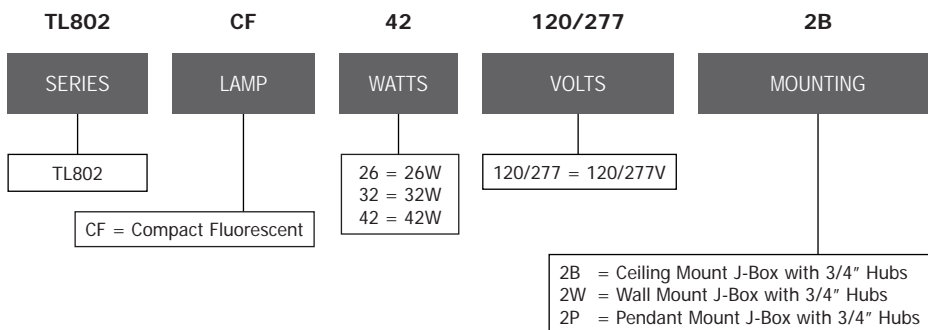 TL802 CF 42 120/277 2B
SERIES LAMP WATTS VOLTS MOUNTING
TL802
CF = Compact Fluorescent
26 = 26W
32 = 32W
42 = 42W
120/277 = 120/277V
2B = Ceiling Mount J-Box with 3/4″ Hubs
2W = Wall Mount J-Box with 3/4″ Hubs
2P = Pendant Mount J-Box with 3/4″ Hubs